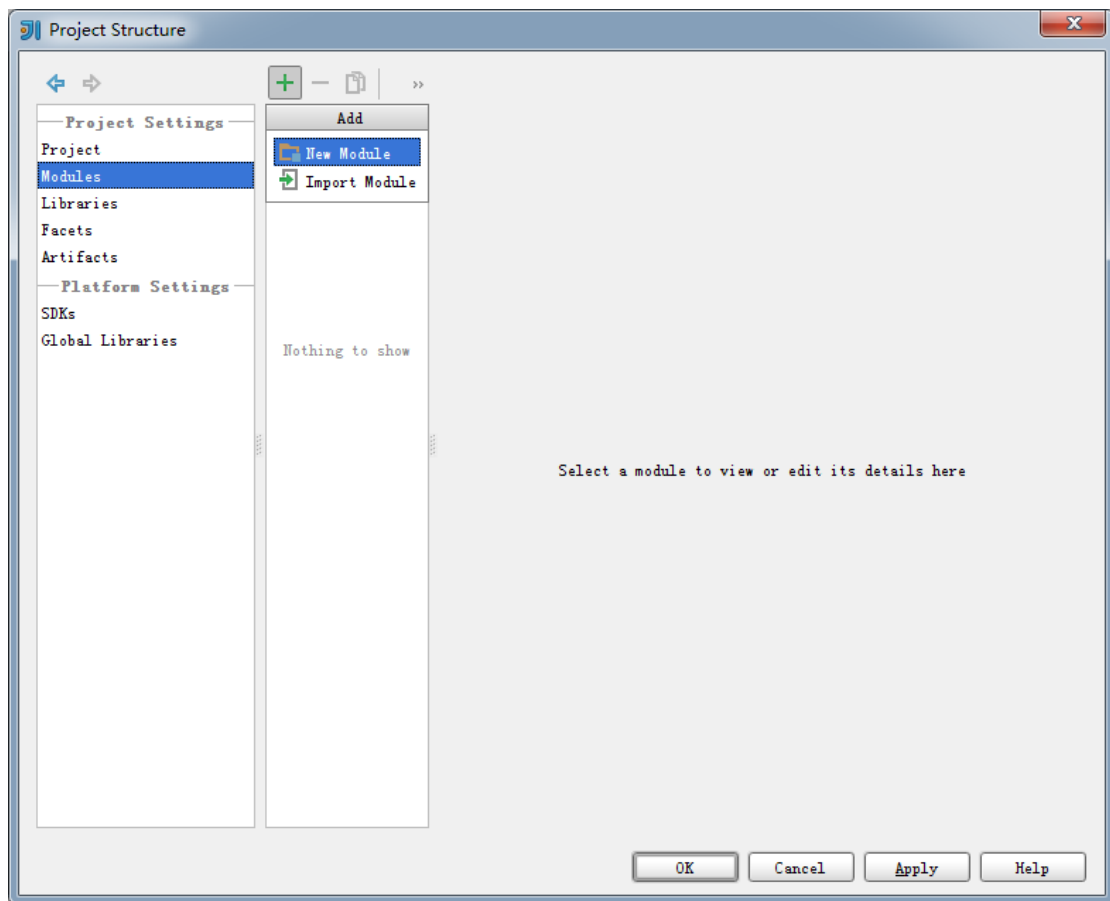 Project Structure
Project Settings
Project
Modules
Libraries
Facets
Artifacts
Platform Settings
SDKs
Global Libraries
Add
New Module
Import Module
Nothing to show
Select a module to view or edit its details here
OK
Cancel
Apply
Help